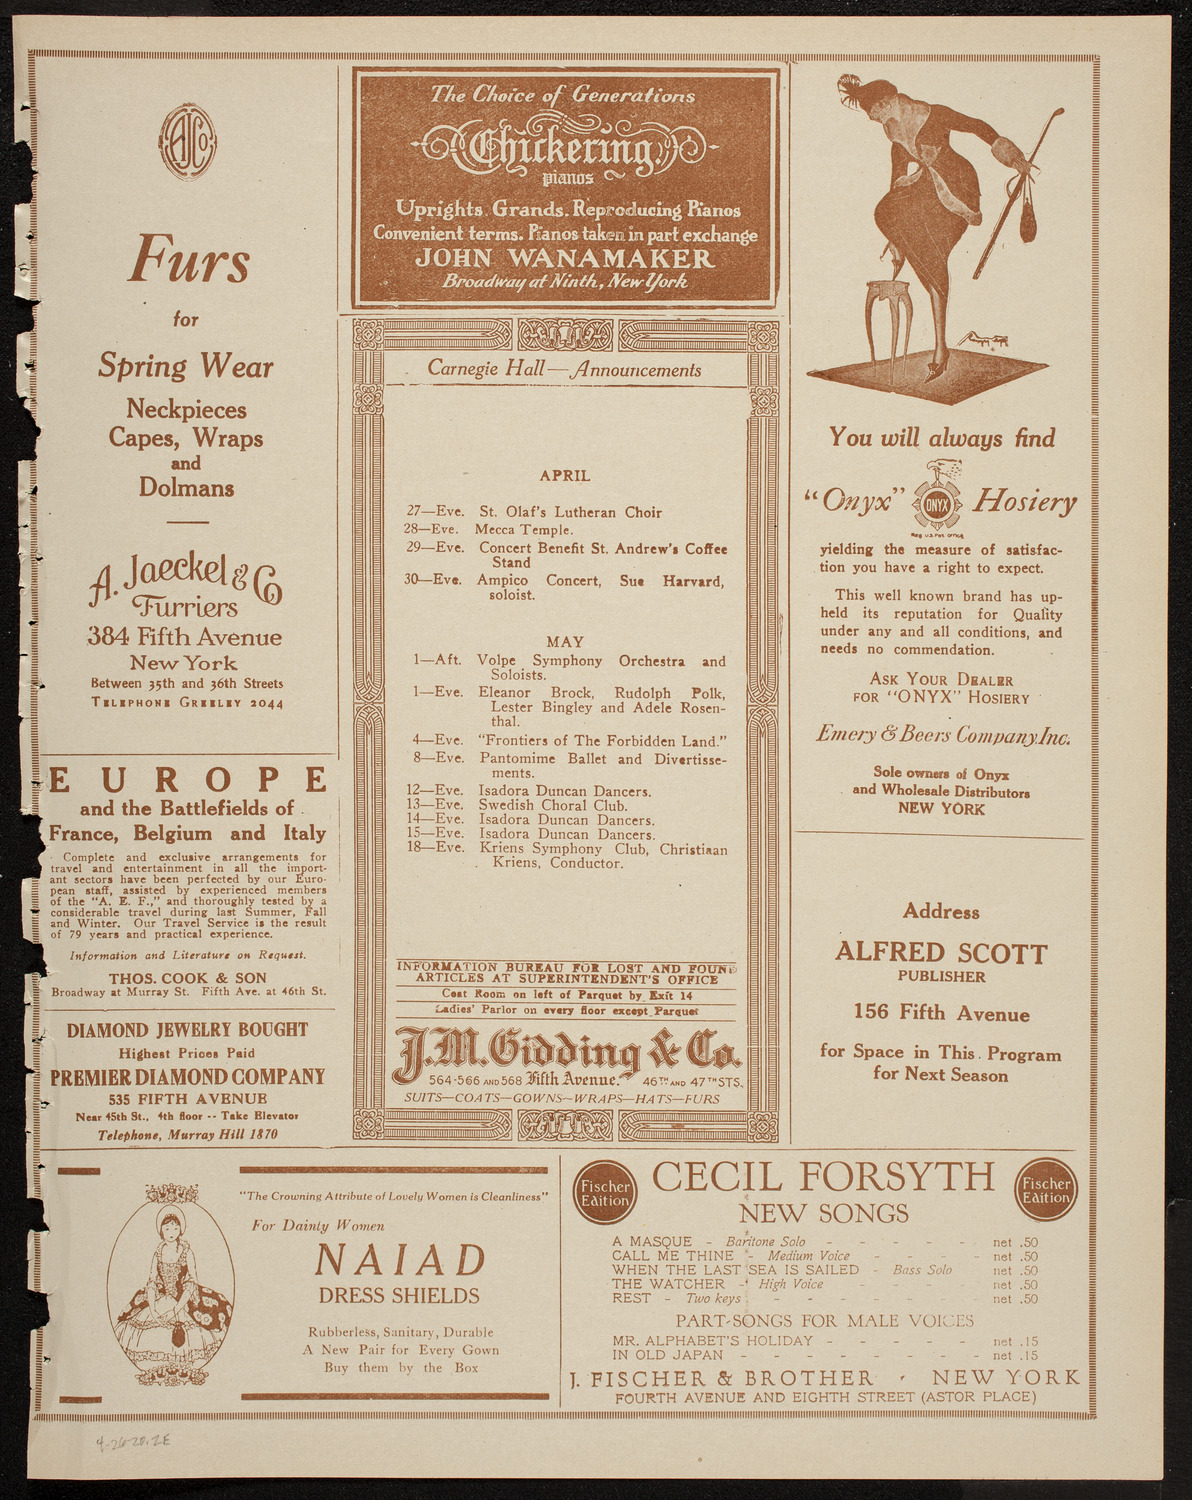 AJCo
Furs
for
Spring Wear
Neckpieces
Capes, Wraps
and
Dolmans
A. Jaeckel & Co
Furriers
384 Fifth Avenue
New York
Between 35th and 36th Streets
TELEPHONE GREELEY 2044
EUROPE
and the Battlefields of
France, Belgium and Italy
Complete and exclusive arrangements for
travel and entertainment in all the import-
ant sectors have been perfected by our Euro-
pean staff, assisted by experienced members
of the "A. E. F.," and thoroughly tested by a
considerable travel during last Summer, Fall
and Winter. Our Travel Service is the result
of 79 years and practical experience.
Information and Literature on Request.
THOS. COOK & SON
Broadway at Murray St. Fifth Ave. at 46th St.
DIAMOND JEWELRY BOUGHT
Highest Prices Paid
PREMIER DIAMOND COMPANY
535 FIFTH AVENUE
Near 45th St., 4th floor -- Take Elevator
Telephone, Murray Hill 1870
The Choice of Generations
Chickering
pianos
Uprights. Grands. Reproducing Pianos
Convenient terms. Pianos taken in part exchange
JOHN WANAMAKER
Broadway at Ninth, New York
Carnegie Hall—Announcements
APRIL
27—Eve. St. Olaf's Lutheran Choir
28—Eve. Mecca Temple.
29—Eve. Concert Benefit St. Andrew's Coffee
Stand
30—Eve. Ampico Concert, Sue Harvard,
soloist.
MAY
1—Aft. Volpe Symphony Orchestra and
Soloists.
1—Eve. Eleanor Brock, Rudolph Polk,
Lester Bingley and Adele Rosen-
thal.
4—Eve. "Frontiers of The Forbidden Land."
8—Eve. Pantomime Ballet and Divertisse-
ments.
12—Eve. Isadora Duncan Dancers.
13—Eve. Swedish Choral Club.
14—Eve. Isadora Duncan Dancers.
15—Eve. Isadora Duncan Dancers.
18—Eve. Kriens Symphony Club, Christiaan
Kriens, Conductor.
INFORMATION BUREAU FOR LOST AND FOUND
ARTICLES AT SUPERINTENDENT'S OFFICE
Coat Room on left of Parquet by Exit 14
Ladies' Parlor on every floor except Parquet
J.M. Gidding & Co.
564-566 AND 568 Fifth Avenue. 46TH AND 47TH STS.
SUITS—COATS—GOWNS—WRAPS—HATS—FURS
You will always find
"Onyx" ONYX Hosiery
Reg U.S. Pat. Office
yielding the measure of satisfac-
tion you have a right to expect.
This well known brand has up-
held its reputation for Quality
under any and all conditions, and
needs no commendation.
ASK YOUR DEALER
FOR "ONYX" HOSIERY
Emery & Beers Company, Inc.
Sole owners of Onyx
and Wholesale Distributors
NEW YORK
Address
ALFRED SCOTT
PUBLISHER
156 Fifth Avenue
for Space in This Program
for Next Season
"The Crowning Attribute of Lovely Women is Cleanliness"
For Dainty Women
NAIAD
DRESS SHIELDS
Rubberless, Sanitary, Durable
A New Pair for Every Gown
Buy them by the Box
Fischer Edition
CECIL FORSYTH
Fischer Edition
NEW SONGS
A MASQUE - Baritone Solo - - - - - net .50
CALL ME THINE - Medium Voice - - - - net .50
WHEN THE LAST SEA IS SAILED - Bass Solo net .50
THE WATCHER - High Voice - - - - net .50
REST - Two keys - - - - - - - net .50
PART-SONGS FOR MALE VOICES
MR. ALPHABET'S HOLIDAY - - - - - net .15
IN OLD JAPAN - - - - - - - net .15
J. FISCHER & BROTHER · NEW YORK
FOURTH AVENUE AND EIGHTH STREET (ASTOR PLACE)
4-26-20.2E